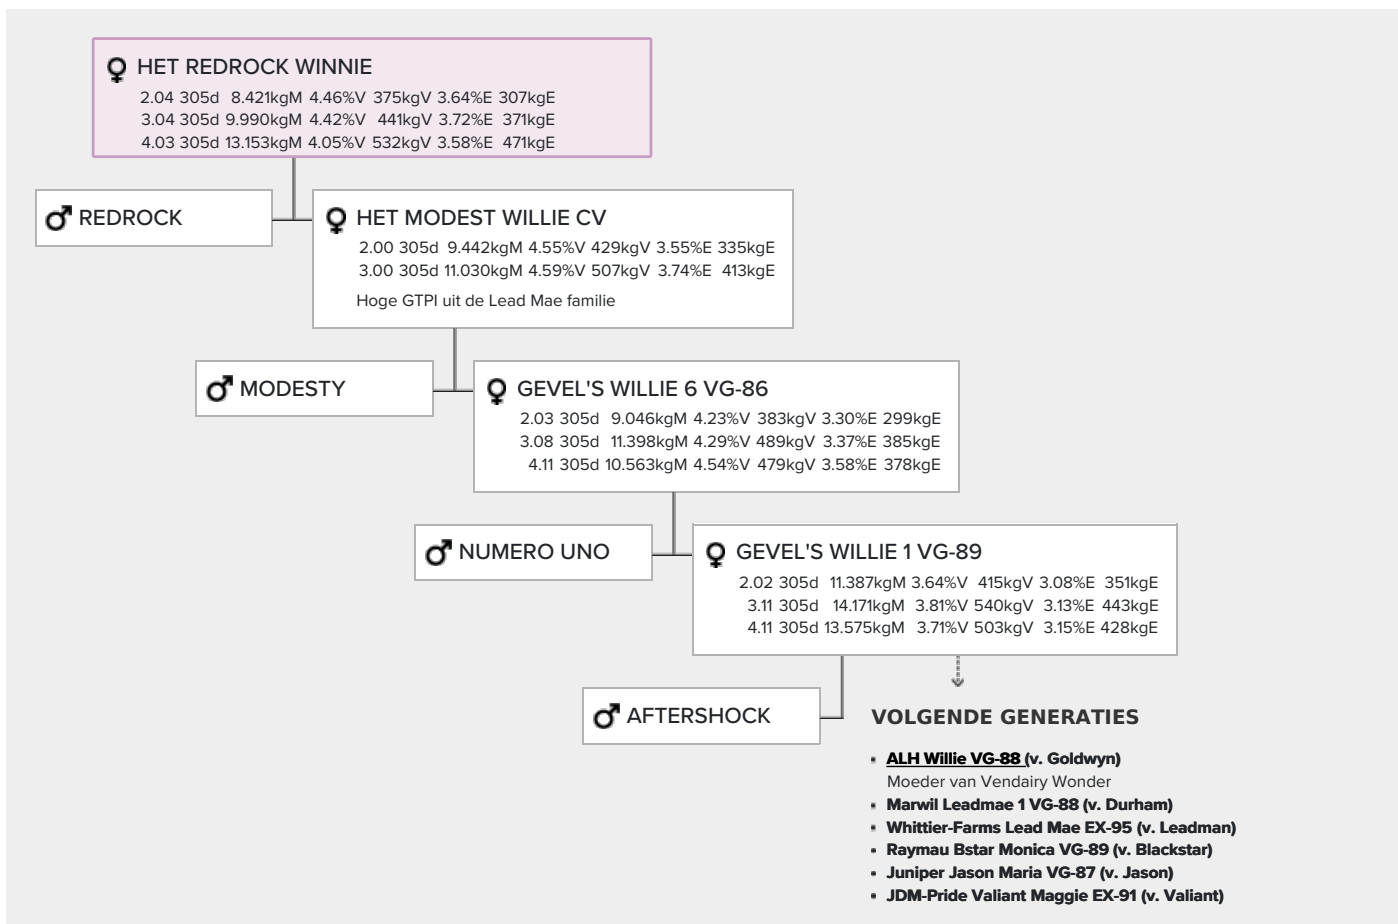 HET REDROCK WINNIE
2.04 305d 8.421kgM 4.46%V 375kgV 3.64%E 307kgE
3.04 305d 9.990kgM 4.42%V 441kgV 3.72%E 371kgE
4.03 305d 13.153kgM 4.05%V 532kgV 3.58%E 471kgE
REDROCK
HET MODEST WILLIE CV
2.00 305d 9.442kgM 4.55%V 429kgV 3.55%E 335kgE
3.00 305d 11.030kgM 4.59%V 507kgV 3.74%E 413kgE
Hoge GTPI uit de Lead Mae familie
MODESTY
GEVEL'S WILLIE 6 VG-86
2.03 305d 9.046kgM 4.23%V 383kgV 3.30%E 299kgE
3.08 305d 11.398kgM 4.29%V 489kgV 3.37%E 385kgE
4.11 305d 10.563kgM 4.54%V 479kgV 3.58%E 378kgE
NUMERO UNO
GEVEL'S WILLIE 1 VG-89
2.02 305d 11.387kgM 3.64%V 415kgV 3.08%E 351kgE
3.11 305d 14.171kgM 3.81%V 540kgV 3.13%E 443kgE
4.11 305d 13.575kgM 3.71%V 503kgV 3.15%E 428kgE
AFTERSHOCK
VOLGENDE GENERATIES
▪ ALH Willie VG-88 (v. Goldwyn)
Moeder van Vendairy Wonder
▪ Marwil Leadmae 1 VG-88 (v. Durham)
▪ Whittier-Farms Lead Mae EX-95 (v. Leadman)
▪ Raymau Bstar Monica VG-89 (v. Blackstar)
▪ Juniper Jason Maria VG-87 (v. Jason)
▪ JDM-Pride Valiant Maggie EX-91 (v. Valiant)